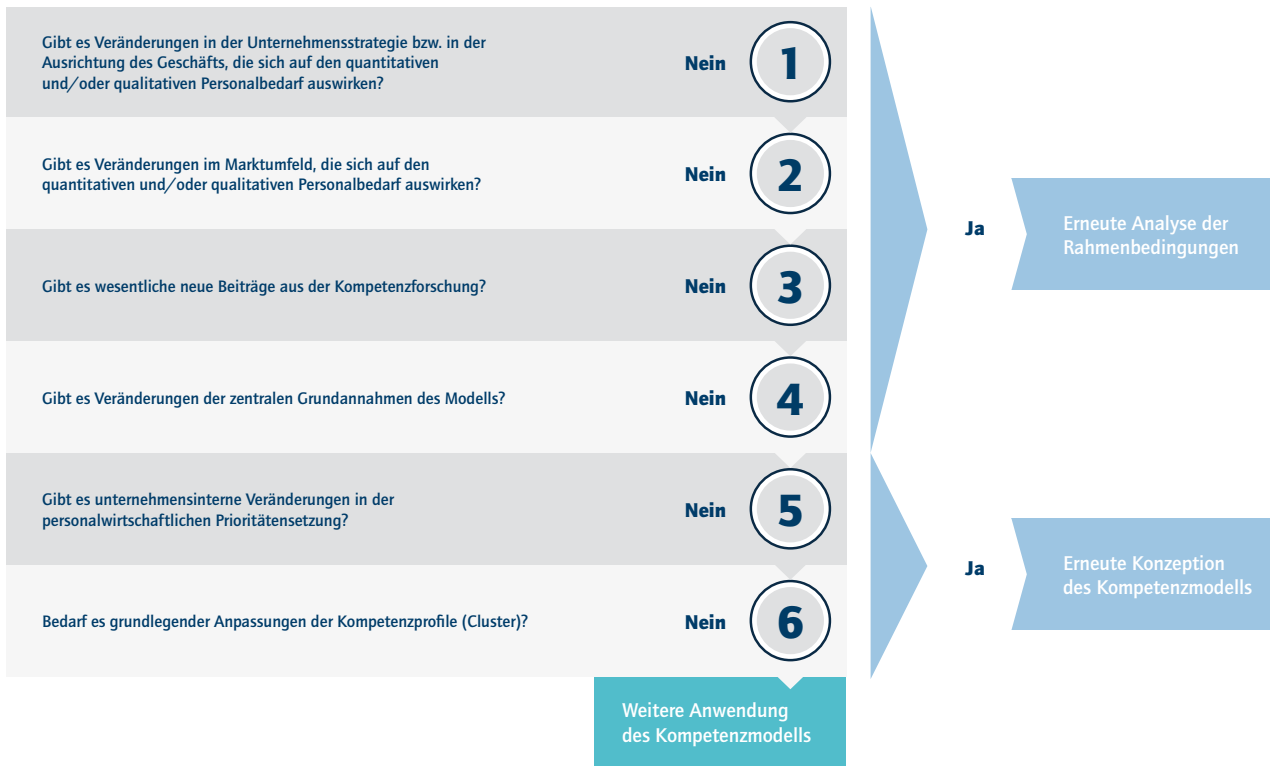 Gibt es Veränderungen in der Unternehmensstrategie bzw. in der
Ausrichtung des Geschäfts, die sich auf den quantitativen
und/oder qualitativen Personalbedarf auswirken?
Nein
1
Gibt es Veränderungen im Marktumfeld, die sich auf den
quantitativen und/oder qualitativen Personalbedarf auswirken?
Nein
2
Gibt es wesentliche neue Beiträge aus der Kompetenzforschung?
Nein
3
Gibt es Veränderungen der zentralen Grundannahmen des Modells?
Nein
4
Ja
Erneute Analyse der
Rahmenbedingungen
Gibt es unternehmensinterne Veränderungen in der
personalwirtschaftlichen Prioritätensetzung?
Nein
5
Bedarf es grundlegender Anpassungen der Kompetenzprofile (Cluster)?
Nein
6
Ja
Erneute Konzeption
des Kompetenzmodells
Weitere Anwendung
des Kompetenzmodells